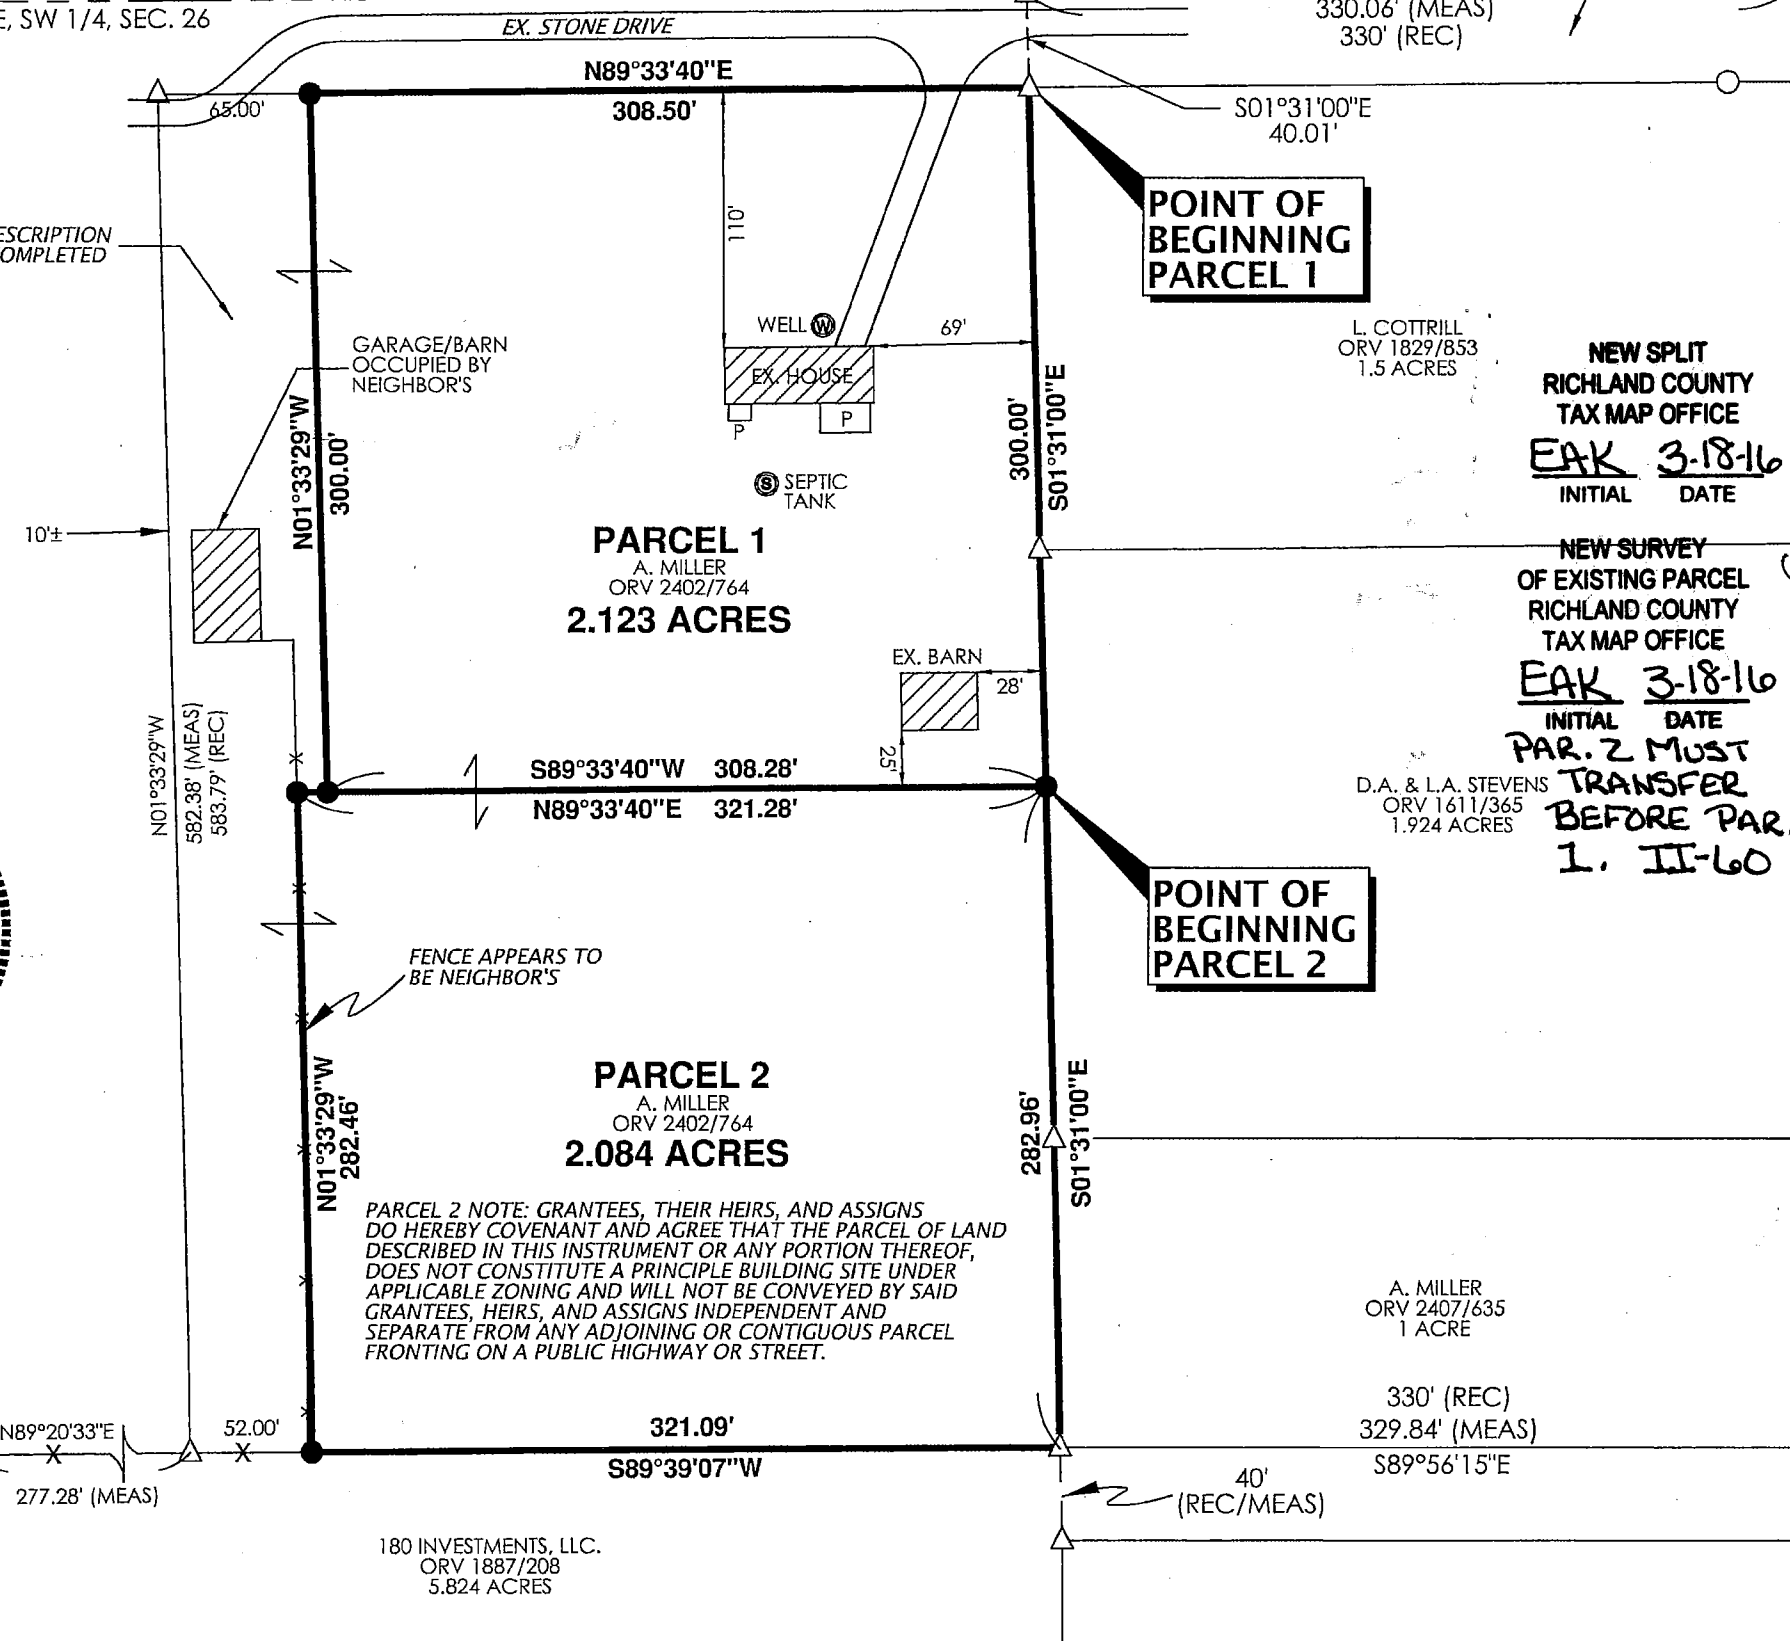 E, SW 1/4, SEC. 26
EX. STONE DRIVE
330.06' (MEAS)
330' (REC)
N89°33'40"E
308.50'
65.00'
S01°31'00"E
40.01'
POINT OF
BEGINNING
PARCEL 1
ESCRIPTION
OMPLETED
110'
WELL W
69'
EX. HOUSE
P
P
GARAGE/BARN
OCCUPIED BY
NEIGHBOR'S
N01°33'29"W
300.00'
300.00'
S01°31'00"E
L. COTTRILL
ORV 1829/853
1.5 ACRES
NEW SPLIT
RICHLAND COUNTY
TAX MAP OFFICE
EAK 3-18-16
INITIAL DATE
S SEPTIC
TANK
10'±
PARCEL 1
A. MILLER
ORV 2402/764
2.123 ACRES
NEW SURVEY
OF EXISTING PARCEL
RICHLAND COUNTY
TAX MAP OFFICE
EAK 3-18-16
INITIAL DATE
PAR. 2 MUST
TRANSFER
BEFORE PAR.
1. II-60
EX. BARN
28'
25'
N01°33'29"W
582.38' (MEAS)
583.79' (REC)
S89°33'40"W 308.28'
N89°33'40"E 321.28'
D.A. & L.A. STEVENS
ORV 1611/365
1.924 ACRES
POINT OF
BEGINNING
PARCEL 2
FENCE APPEARS TO
BE NEIGHBOR'S
N01°33'29"W
282.46'
PARCEL 2
A. MILLER
ORV 2402/764
2.084 ACRES
282.96'
S01°31'00"E
PARCEL 2 NOTE: GRANTEES, THEIR HEIRS, AND ASSIGNS
DO HEREBY COVENANT AND AGREE THAT THE PARCEL OF LAND
DESCRIBED IN THIS INSTRUMENT OR ANY PORTION THEREOF,
DOES NOT CONSTITUTE A PRINCIPLE BUILDING SITE UNDER
APPLICABLE ZONING AND WILL NOT BE CONVEYED BY SAID
GRANTEES, HEIRS, AND ASSIGNS INDEPENDENT AND
SEPARATE FROM ANY ADJOINING OR CONTIGUOUS PARCEL
FRONTING ON A PUBLIC HIGHWAY OR STREET.
A. MILLER
ORV 2407/635
1 ACRE
N89°20'33"E
52.00'
277.28' (MEAS)
321.09'
S89°39'07"W
330' (REC)
329.84' (MEAS)
S89°56'15"E
40'
(REC/MEAS)
180 INVESTMENTS, LLC.
ORV 1887/208
5.824 ACRES